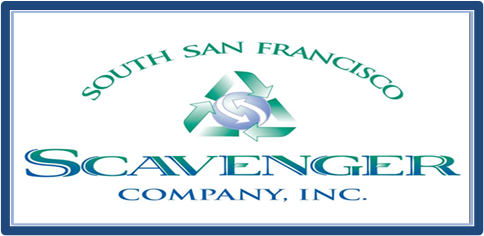 SOUTH SAN FRANCISCO
SCAVENGER
COMPANY, INC.